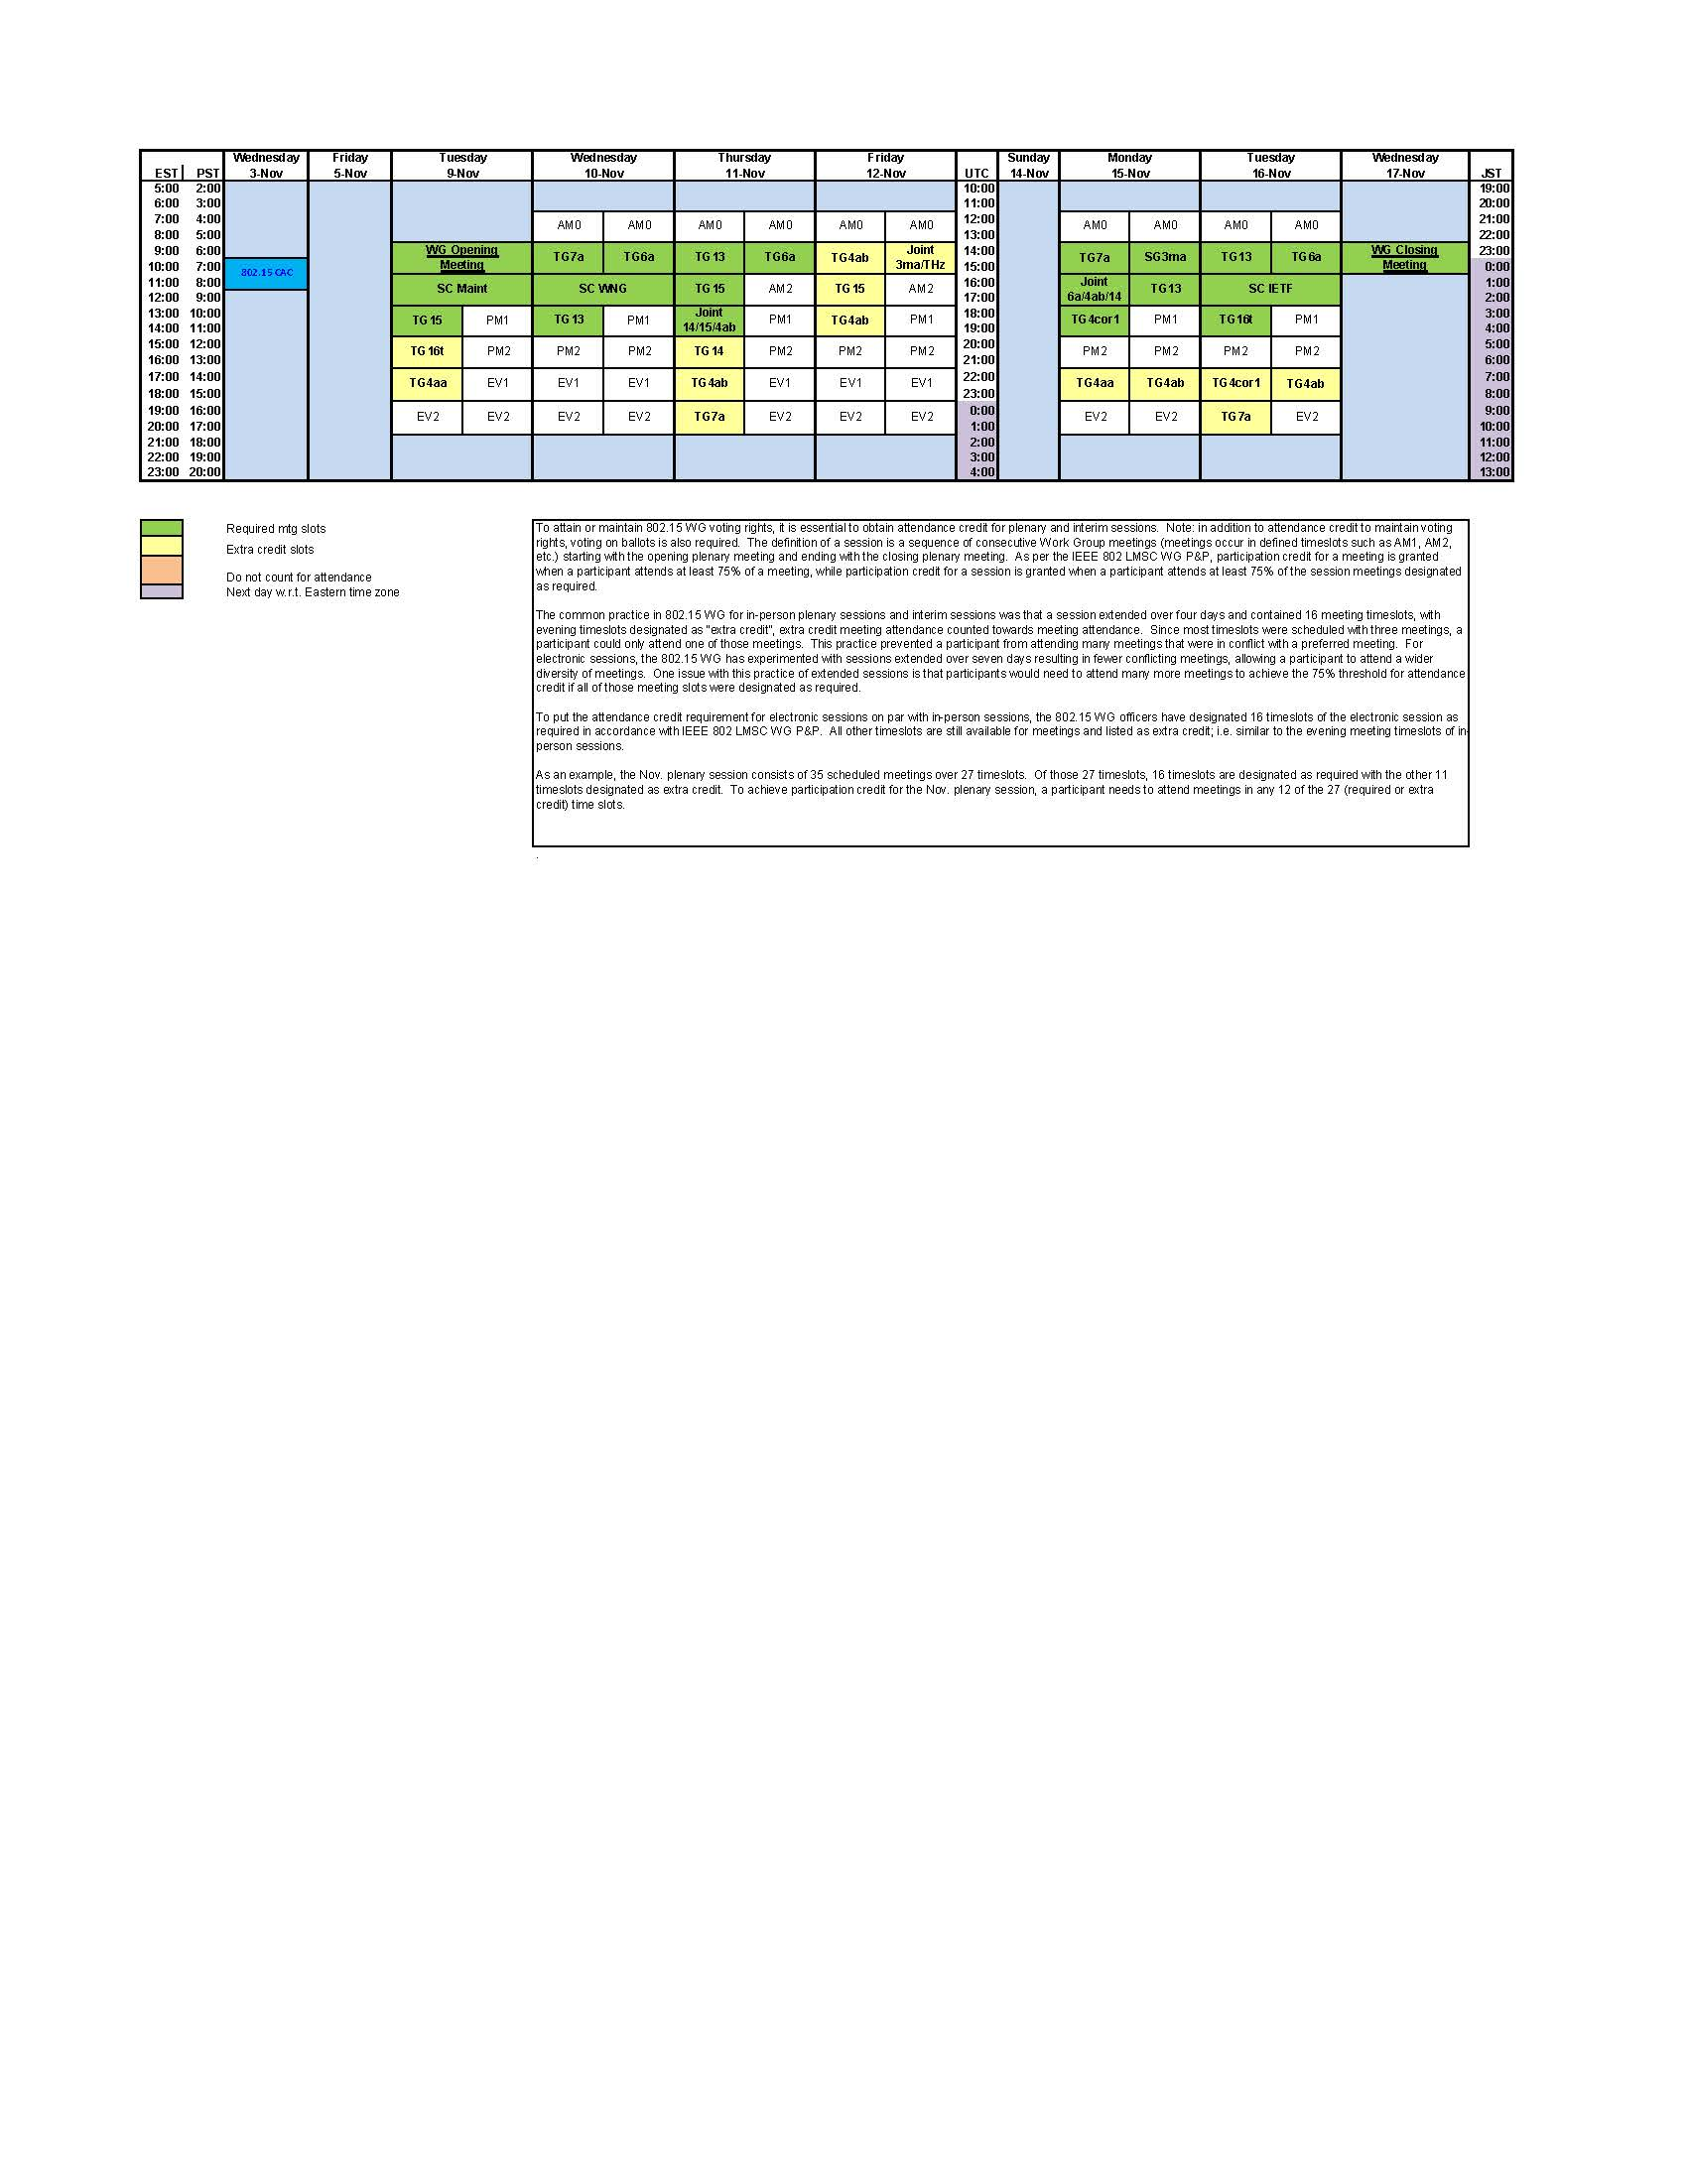 Wednesday Friday Tuesday Wednesday Thursday Friday Sunday Monday Tuesday Wednesday
EST PST 3-Nov 5-Nov 9-Nov 10-Nov 11-Nov 12-Nov UTC 14-Nov 15-Nov 16-Nov 17-Nov JST
5:00 2:00 10:00 19:00
6:00 3:00 11:00 20:00
7:00 4:00 AM0 AM0 AM0 AM0 AM0 AM0 12:00 AM0 AM0 AM0 AM0 21:00
8:00 5:00 13:00 22:00
9:00 6:00 WG Opening TG7a TG6a TG13 TG6a TG4ab Joint 14:00 TG7a SG3ma TG13 TG6a WG Closing 23:00
10:00 7:00 802.15 CAC Meeting 3ma/THz 15:00 Meeting 0:00
11:00 8:00 SC Maint SC WNG TG15 AM2 TG15 AM2 16:00 Joint TG13 SC IETF 1:00
12:00 9:00 17:00 6a/4ab/14 2:00
13:00 10:00 TG15 PM1 TG13 PM1 Joint PM1 TG4ab PM1 18:00 TG4cor1 PM1 TG16t PM1 3:00
14:00 11:00 14/15/4ab 19:00 4:00
15:00 12:00 TG16t PM2 PM2 PM2 TG14 PM2 PM2 PM2 20:00 PM2 PM2 PM2 PM2 5:00
16:00 13:00 21:00 6:00
17:00 14:00 TG4aa EV1 EV1 EV1 TG4ab EV1 EV1 EV1 22:00 TG4aa TG4ab TG4cor1 TG4ab 7:00
18:00 15:00 23:00 8:00
19:00 16:00 EV2 EV2 EV2 EV2 TG7a EV2 EV2 EV2 0:00 EV2 EV2 TG7a EV2 9:00
20:00 17:00 1:00 10:00
21:00 18:00 2:00 11:00
22:00 19:00 3:00 12:00
23:00 20:00 4:00 13:00
Required mtg slots
Extra credit slots
Do not count for attendance
Next day w.r.t. Eastern time zone
To attain or maintain 802.15 WG voting rights, it is essential to obtain attendance credit for plenary and interim sessions. Note: in addition to attendance credit to maintain voting
rights, voting on ballots is also required. The definition of a session is a sequence of consecutive Work Group meetings (meetings occur in defined timeslots such as AM1, AM2,
etc.) starting with the opening plenary meeting and ending with the closing plenary meeting. As per the IEEE 802 LMSC WG P&P, participation credit for a meeting is granted
when a participant attends at least 75% of a meeting, while participation credit for a session is granted when a participant attends at least 75% of the session meetings designated
as required.
The common practice in 802.15 WG for in-person plenary sessions and interim sessions was that a session extended over four days and contained 16 meeting timeslots, with
evening timeslots designated as "extra credit", extra credit meeting attendance counted towards meeting attendance. Since most timeslots were scheduled with three meetings, a
participant could only attend one of those meetings. This practice prevented a participant from attending many meetings that were in conflict with a preferred meeting. For
electronic sessions, the 802.15 WG has experimented with sessions extended over seven days resulting in fewer conflicting meetings, allowing a participant to attend a wider
diversity of meetings. One issue with this practice of extended sessions is that participants would need to attend many more meetings to achieve the 75% threshold for attendance
credit if all of those meeting slots were designated as required.
To put the attendance credit requirement for electronic sessions on par with in-person sessions, the 802.15 WG officers have designated 16 timeslots of the electronic session as
required in accordance with IEEE 802 LMSC WG P&P. All other timeslots are still available for meetings and listed as extra credit; i.e. similar to the evening meeting timeslots of in-
person sessions.
As an example, the Nov. plenary session consists of 35 scheduled meetings over 27 timeslots. Of those 27 timeslots, 16 timeslots are designated as required with the other 11
timeslots designated as extra credit. To achieve participation credit for the Nov. plenary session, a participant needs to attend meetings in any 12 of the 27 (required or extra
credit) time slots.
.